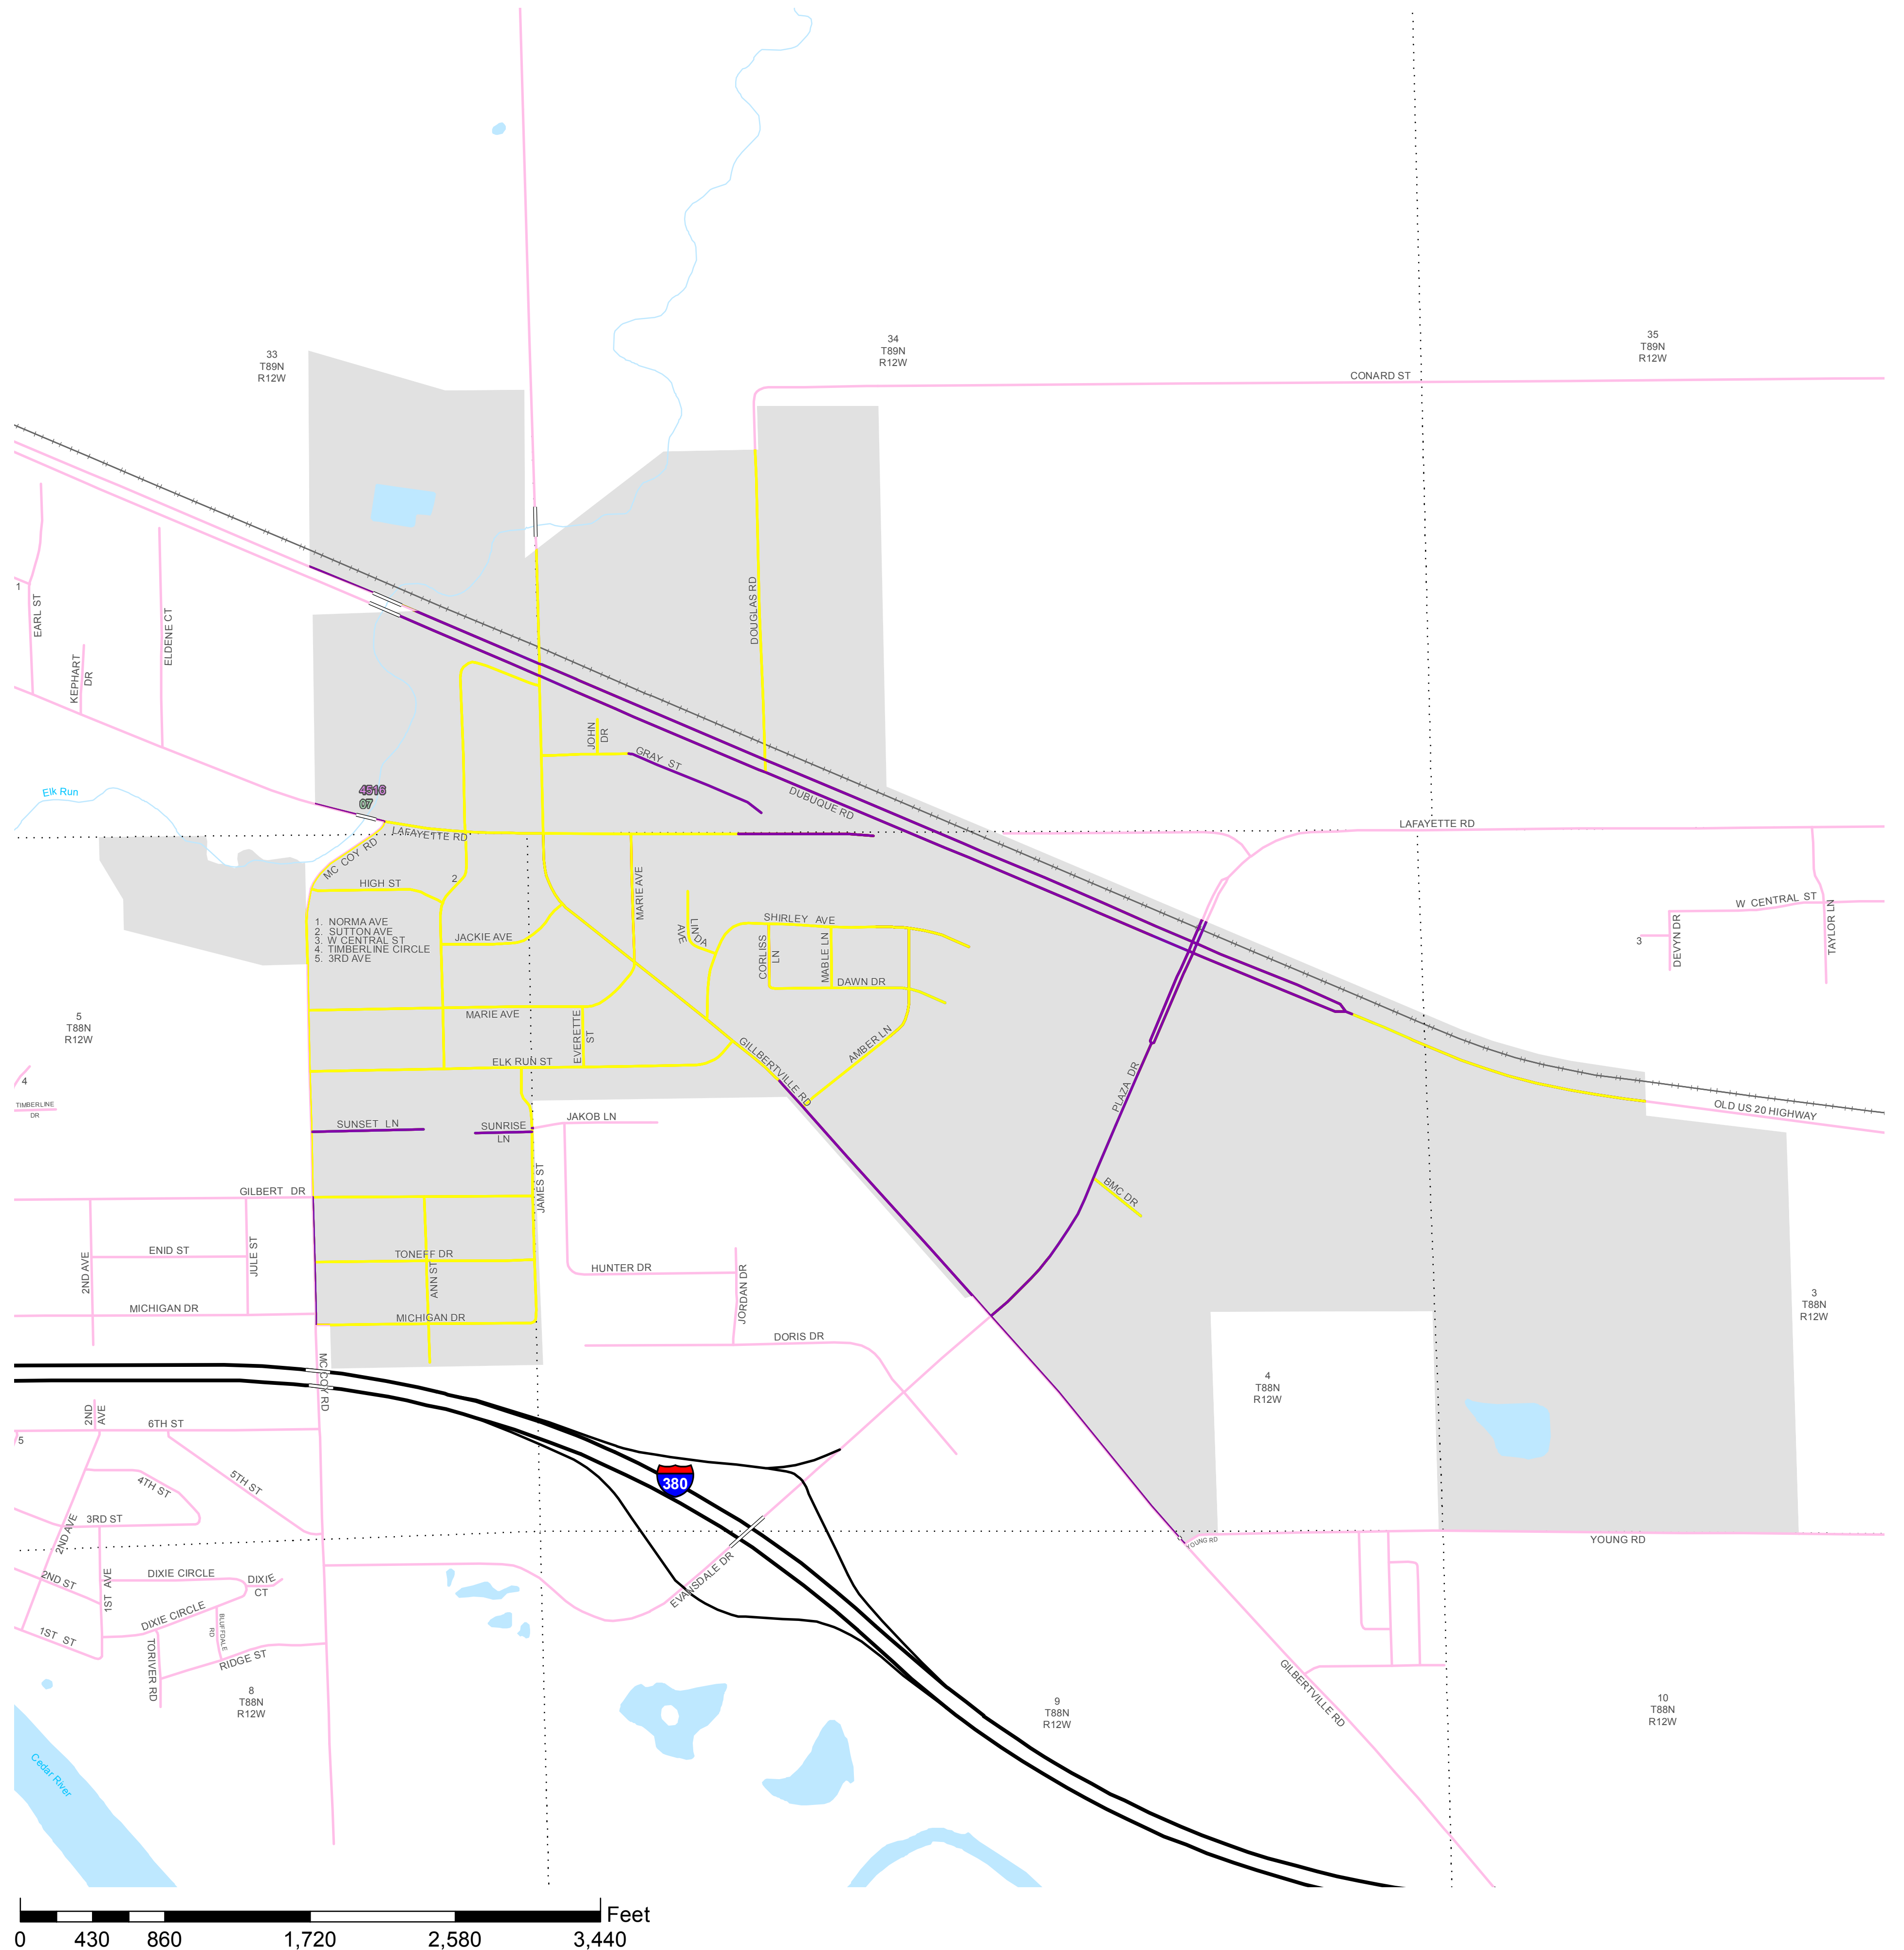 33
T89N
R12W
34
T89N
R12W
35
T89N
R12W
CONARD ST
1
EARL ST
KEPHART
DR
ELDENE CT
DOUGLAS RD
JOHN
DR
GRAY ST
DUBUQUE RD
Elk Run
4516
07
LAFAYETTE RD
LAFAYETTE RD
MC COY RD
HIGH ST
2
MARIE AVE
LINDA
AVE
SHIRLEY AVE
CORLISS
LN
MABLE LN
DAWN DR
W CENTRAL ST
DEVYN DR
TAYLOR LN
3
1. NORMA AVE
2. SUTTON AVE
3. W CENTRAL ST
4. TIMBERLINE CIRCLE
5. 3RD AVE
JACKIE AVE
5
T88N
R12W
MARIE AVE
EVERETTE
ST
ELK RUN ST
GILLBERTVILLE RD
AMBER LN
PLAZA DR
4
TIMBERLINE
DR
OLD US 20 HIGHWAY
SUNSET LN
SUNRISE
LN
JAKOB LN
JAMES ST
BMC DR
GILBERT DR
2ND AVE
ENID ST
JULE ST
TONEFF DR
ANN ST
HUNTER DR
JORDAN DR
MICHIGAN DR
MICHIGAN DR
DORIS DR
3
T88N
R12W
4
T88N
R12W
MC COY RD
2ND
AVE
6TH ST
5
5TH ST
4TH ST
380
3RD ST
2ND AVE
YOUNG RD
YOUNG RD
2ND ST
1ST AVE
DIXIE CIRCLE
DIXIE
CT
EVANSDALE DR
DIXIE CIRCLE
BLUFFDALE
RD
1ST ST
TORIVER RD
RIDGE ST
GILBERTVILLE RD
8
T88N
R12W
9
T88N
R12W
10
T88N
R12W
Cedar River
Feet
0 430 860 1,720 2,580 3,440